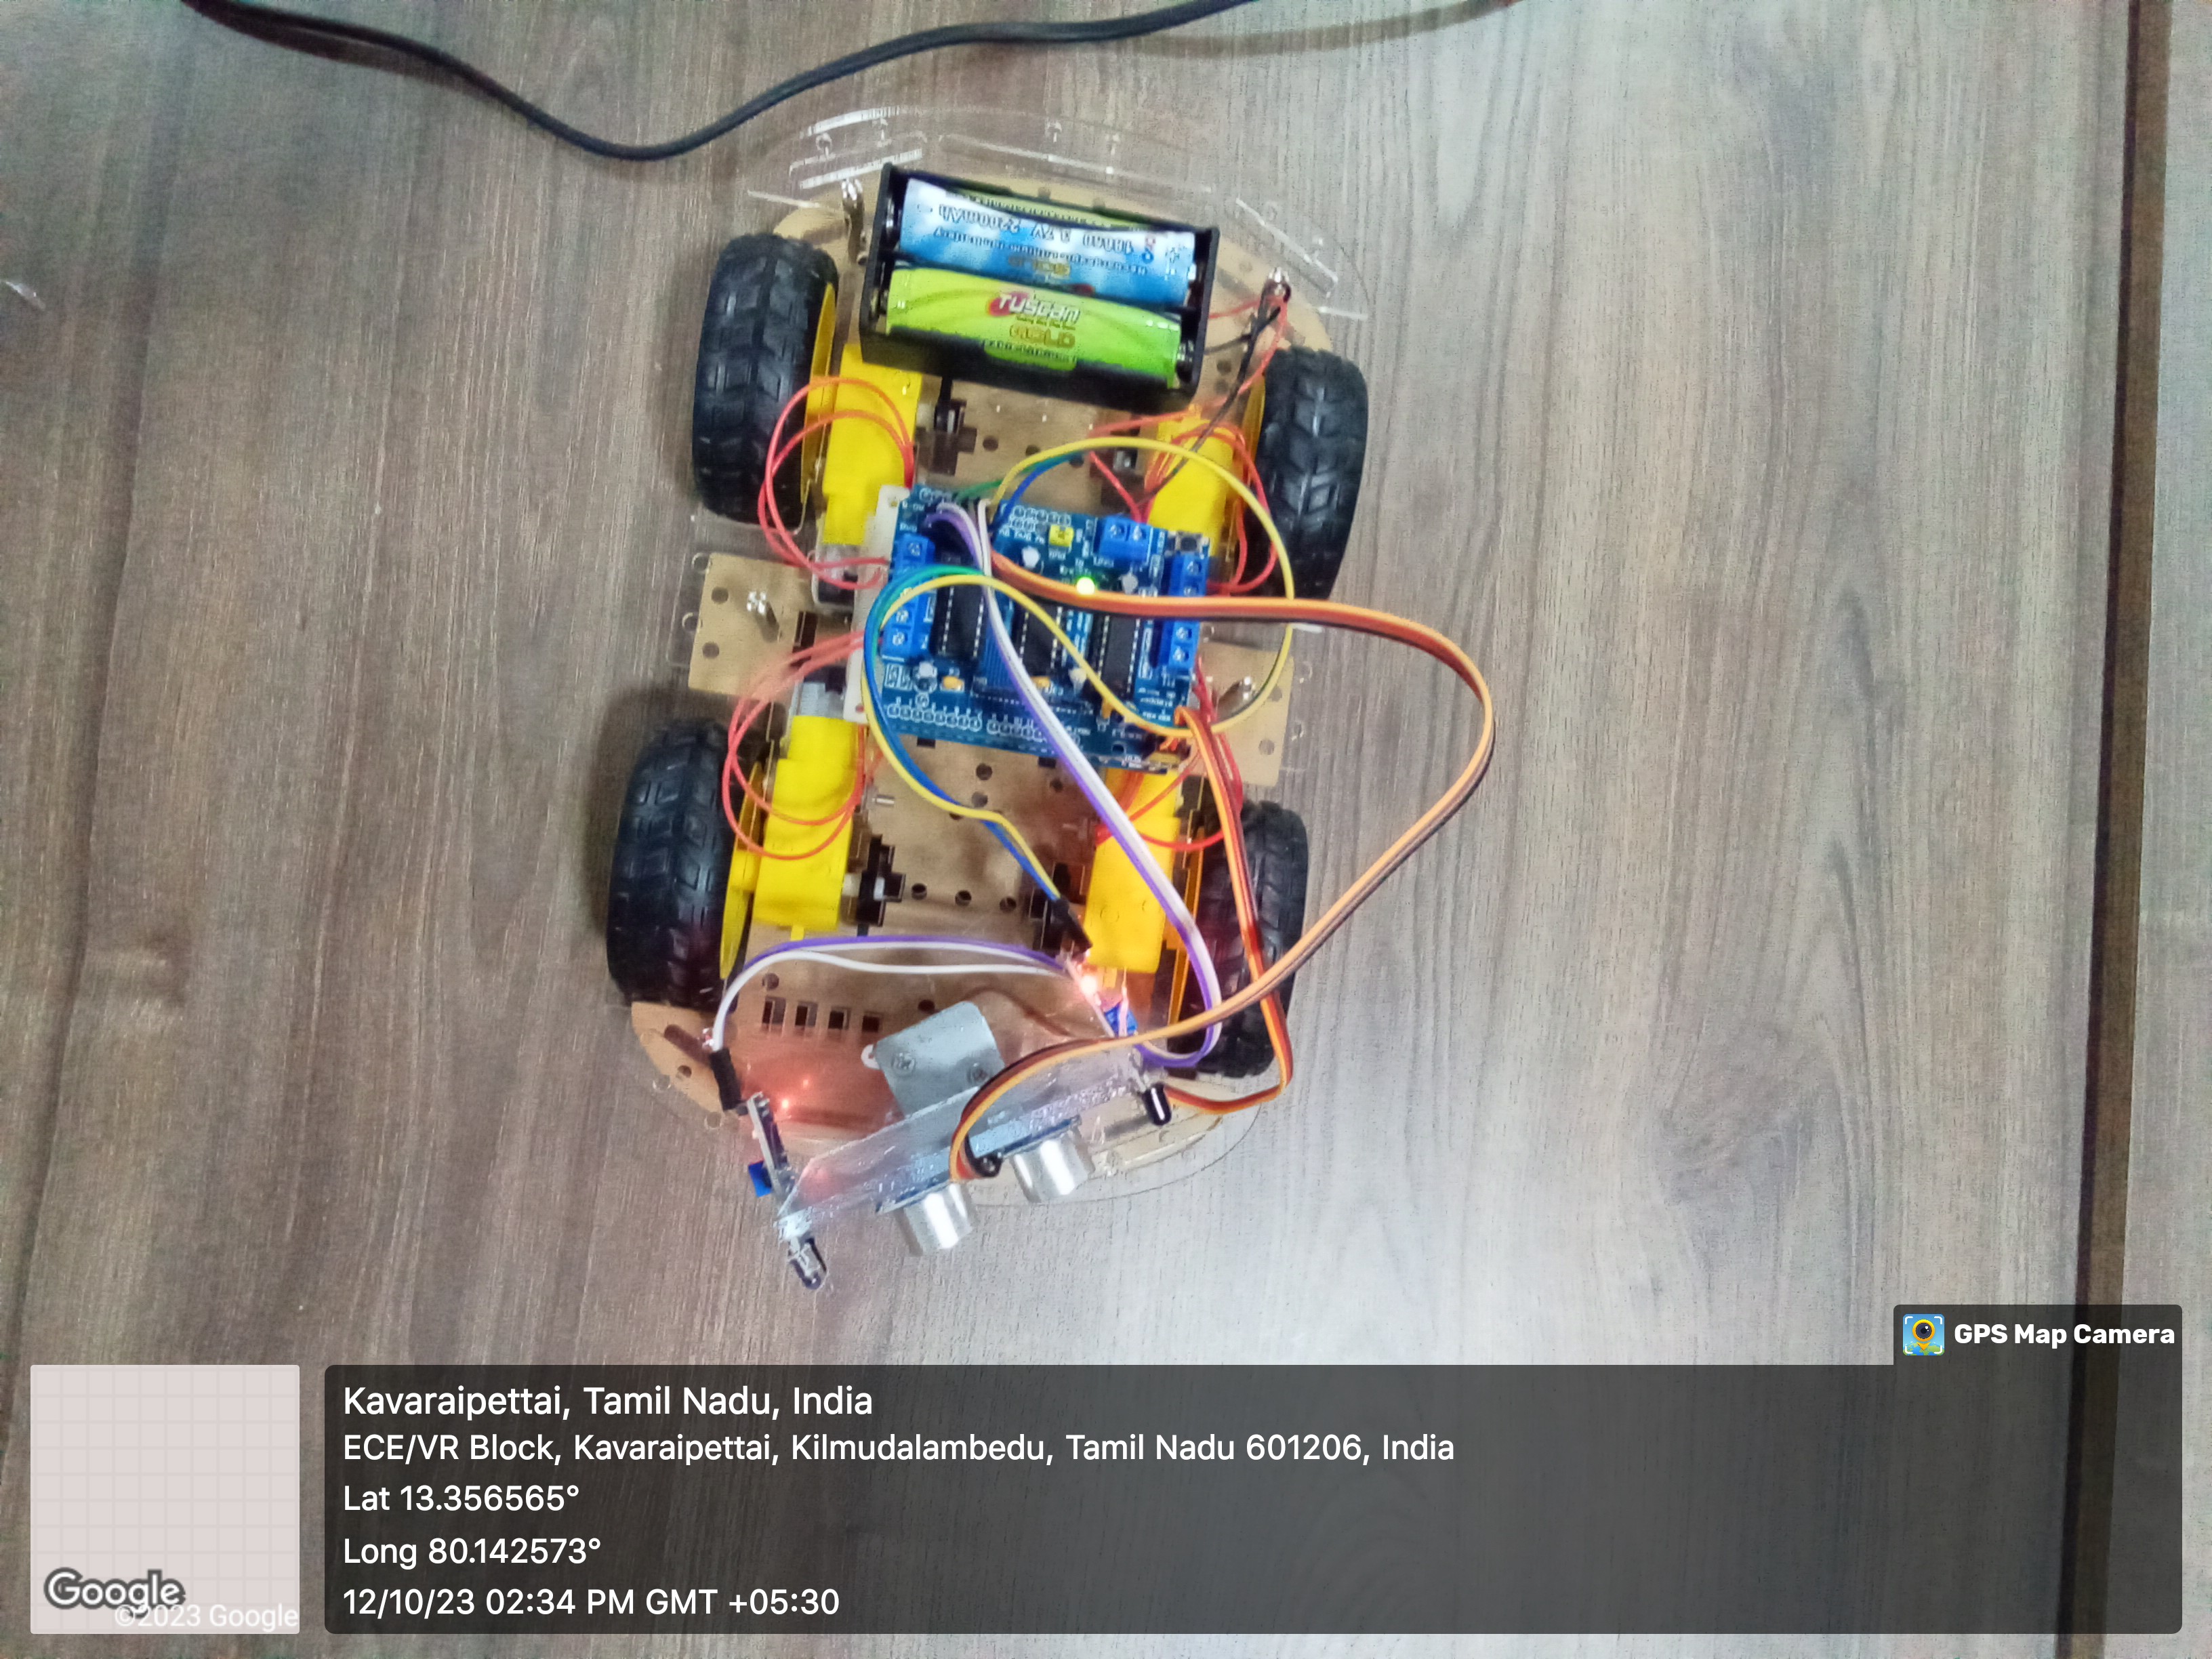 18650 3.7V 2200mAh
TUSCAN
GOLD
GPS Map Camera
Kavaraipettai, Tamil Nadu, India
ECE/VR Block, Kavaraipettai, Kilmudalambedu, Tamil Nadu 601206, India
Lat 13.356565°
Long 80.142573°
12/10/23 02:34 PM GMT +05:30
Google
©2023 Google